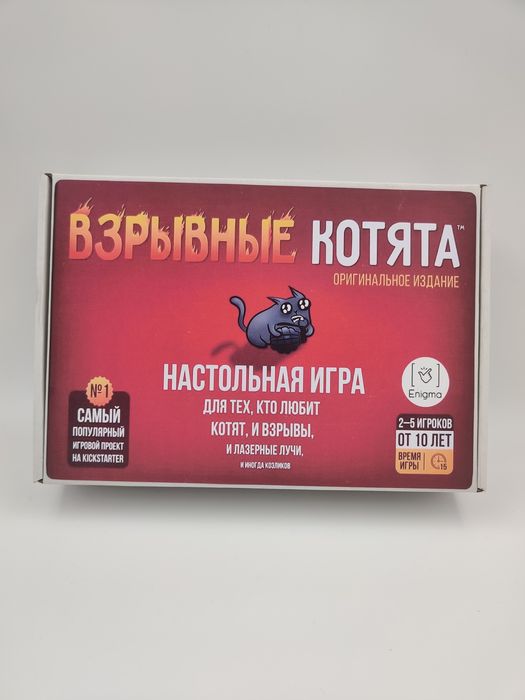 ВЗРЫВНЫЕ КОТЯТА™
ОРИГИНАЛЬНОЕ ИЗДАНИЕ
НАСТОЛЬНАЯ ИГРА
ДЛЯ ТЕХ, КТО ЛЮБИТ
КОТЯТ, И ВЗРЫВЫ,
И ЛАЗЕРНЫЕ ЛУЧИ,
И ИНОГДА КОЗЛИКОВ
№1
САМЫЙ
ПОПУЛЯРНЫЙ
ИГРОВОЙ ПРОЕКТ
НА KICKSTARTER
Enigma
2–5 ИГРОКОВ
ОТ 10 ЛЕТ
ВРЕМЯ
ИГРЫ
15